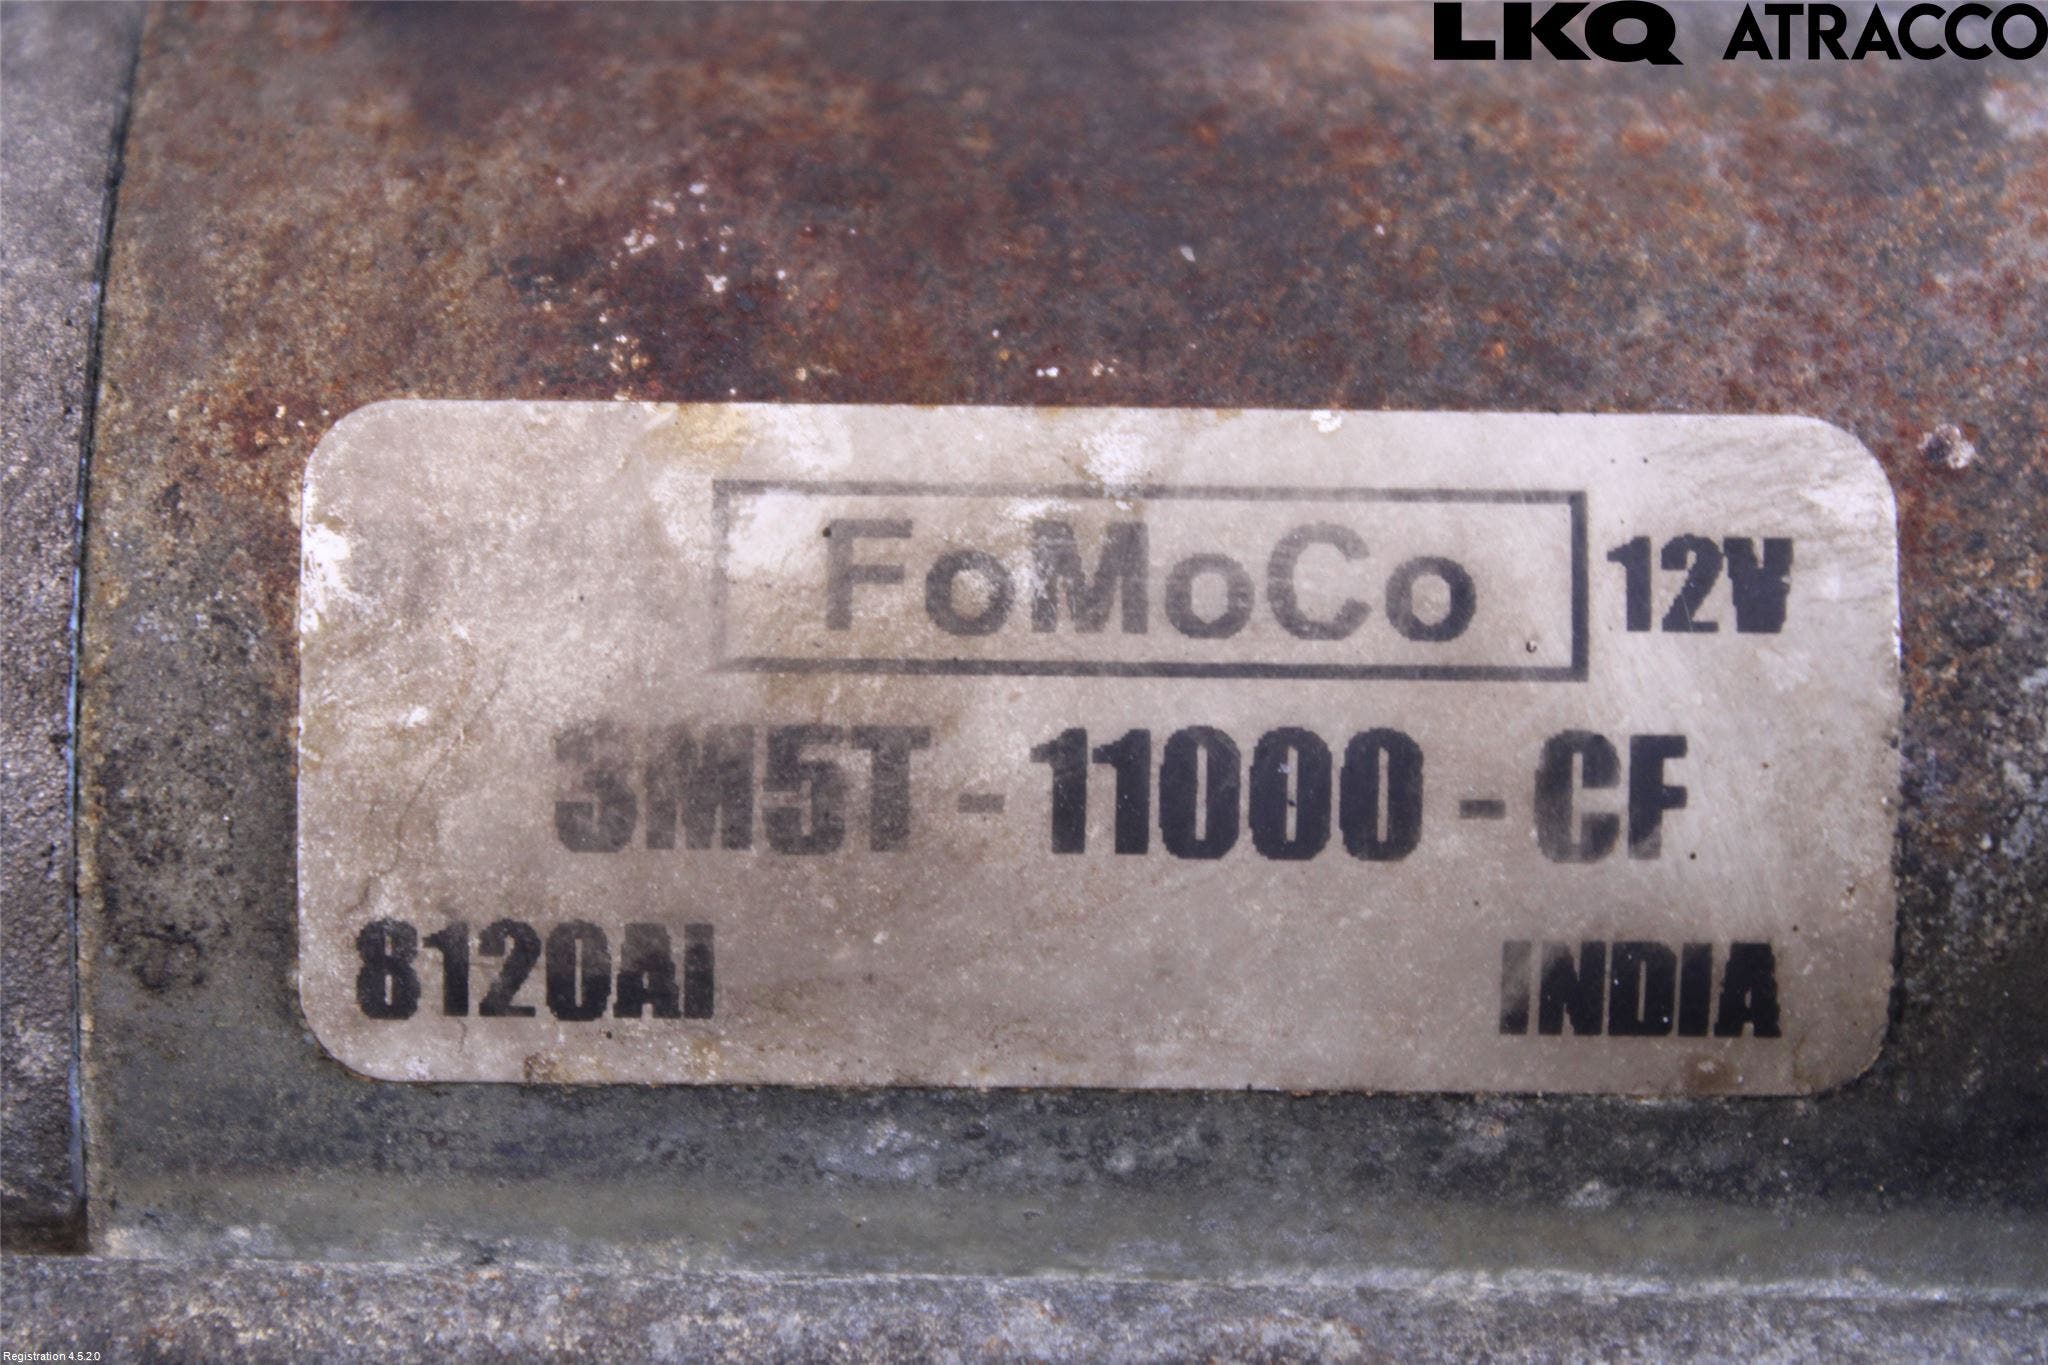 LKQ ATRACCO
FoMoCo 12V
3M5T - 11000 - CF
8120AI INDIA
Registration 4.5.2.0